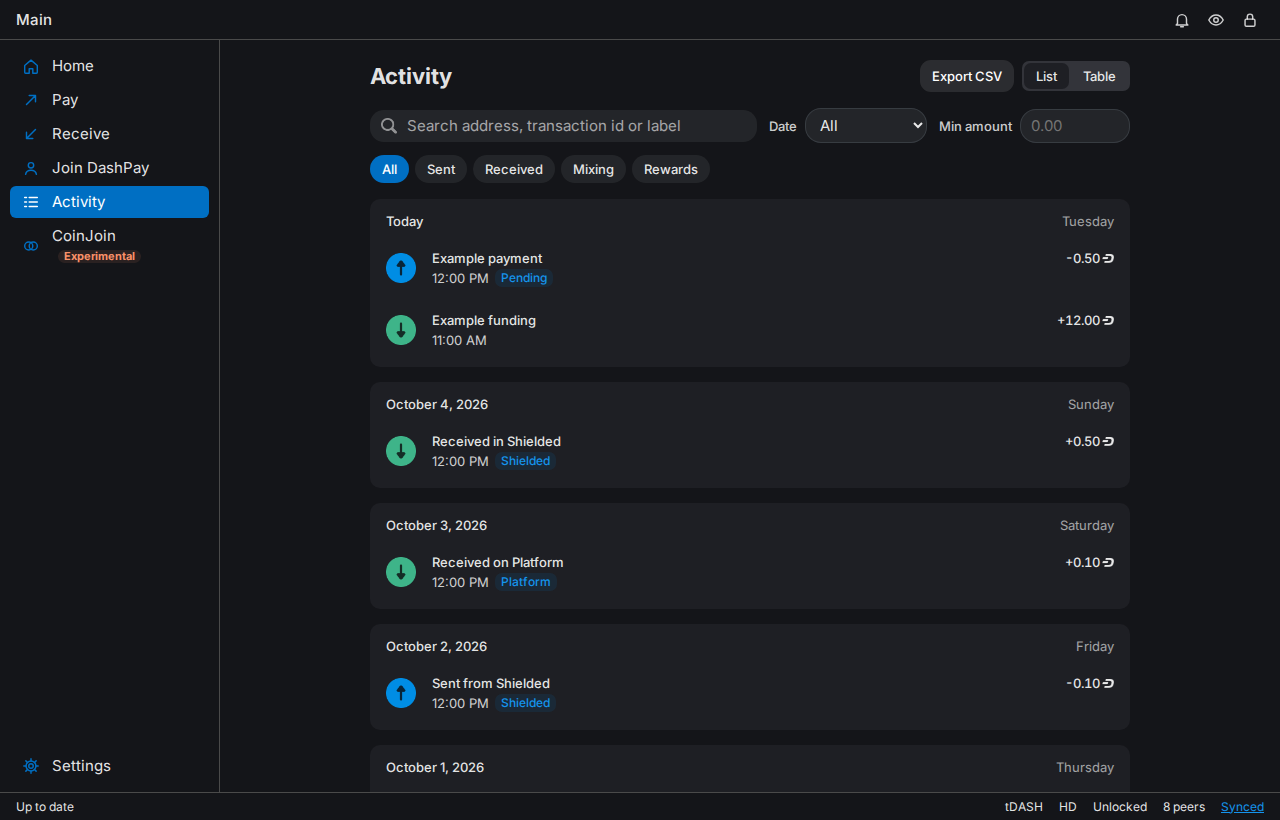 Main
Home
Pay
Receive
Join DashPay
Activity
CoinJoin
Experimental
Settings
Activity
Export CSV
List
Table
Search address, transaction id or label
Date
All
Min amount
0.00
All
Sent
Received
Mixing
Rewards
Today
Tuesday
Example payment
-0.50
12:00 PM
Pending
Example funding
+12.00
11:00 AM
October 4, 2026
Sunday
Received in Shielded
+0.50
12:00 PM
Shielded
October 3, 2026
Saturday
Received on Platform
+0.10
12:00 PM
Platform
October 2, 2026
Friday
Sent from Shielded
-0.10
12:00 PM
Shielded
October 1, 2026
Thursday
Up to date
tDASH
HD
Unlocked
8 peers
Synced